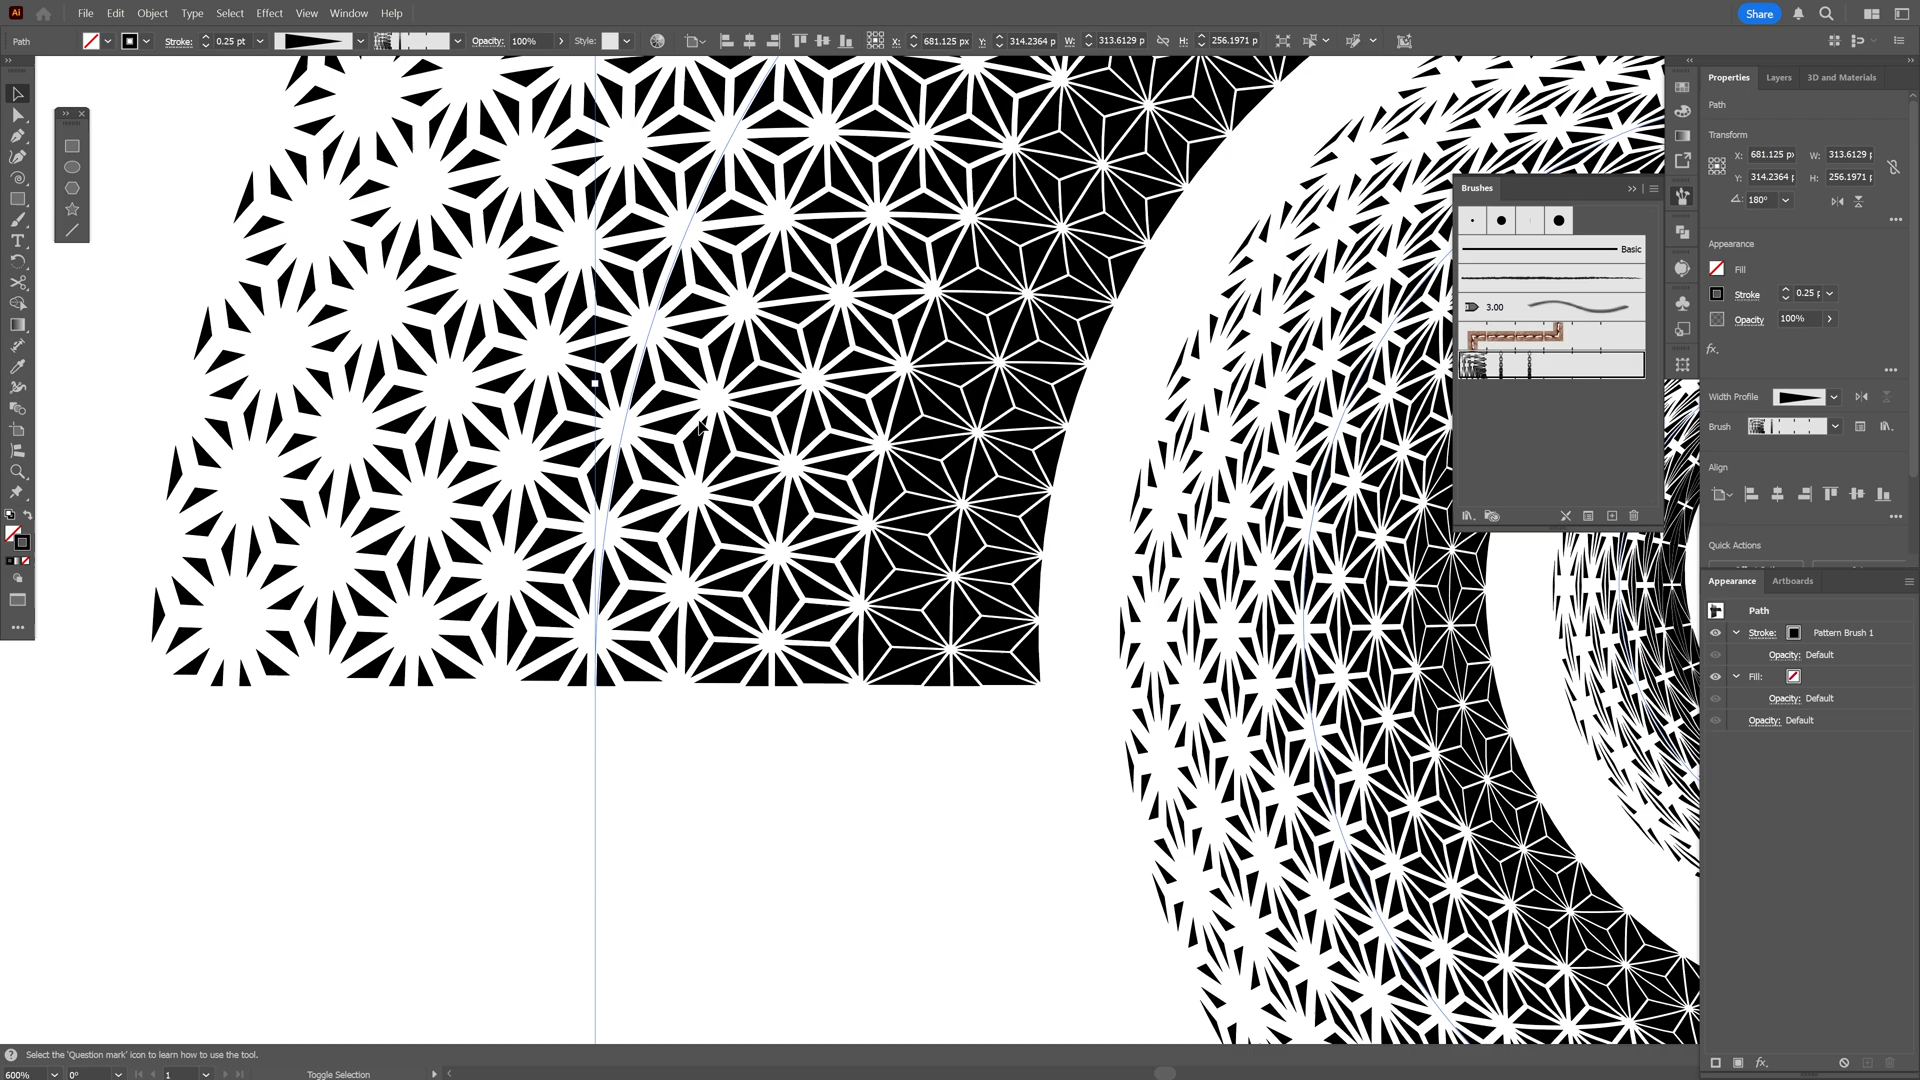 Ai File Edit Object Type Select Effect View Window Help Share
Path Stroke: 0.25 pt Opacity: 100% Style: X: 681.125 px Y: 314.2364 p W: 313.6129 p H: 256.1971 p
Properties Layers 3D and Materials
Path
Transform
X: 681.125 p W: 313.6129 p
Y: 314.2364 p H: 256.1971 p
180°
Appearance
Fill
Stroke 0.25 p
Opacity 100%
fx.
Width Profile
Brush
Align
Quick Actions
Brushes
Basic
3.00
Appearance Artboards
Path
Stroke: Pattern Brush 1
Opacity: Default
Fill:
Opacity: Default
Opacity: Default
fx
Select the 'Question mark' icon to learn how to use the tool.
600% 0° 1 Toggle Selection